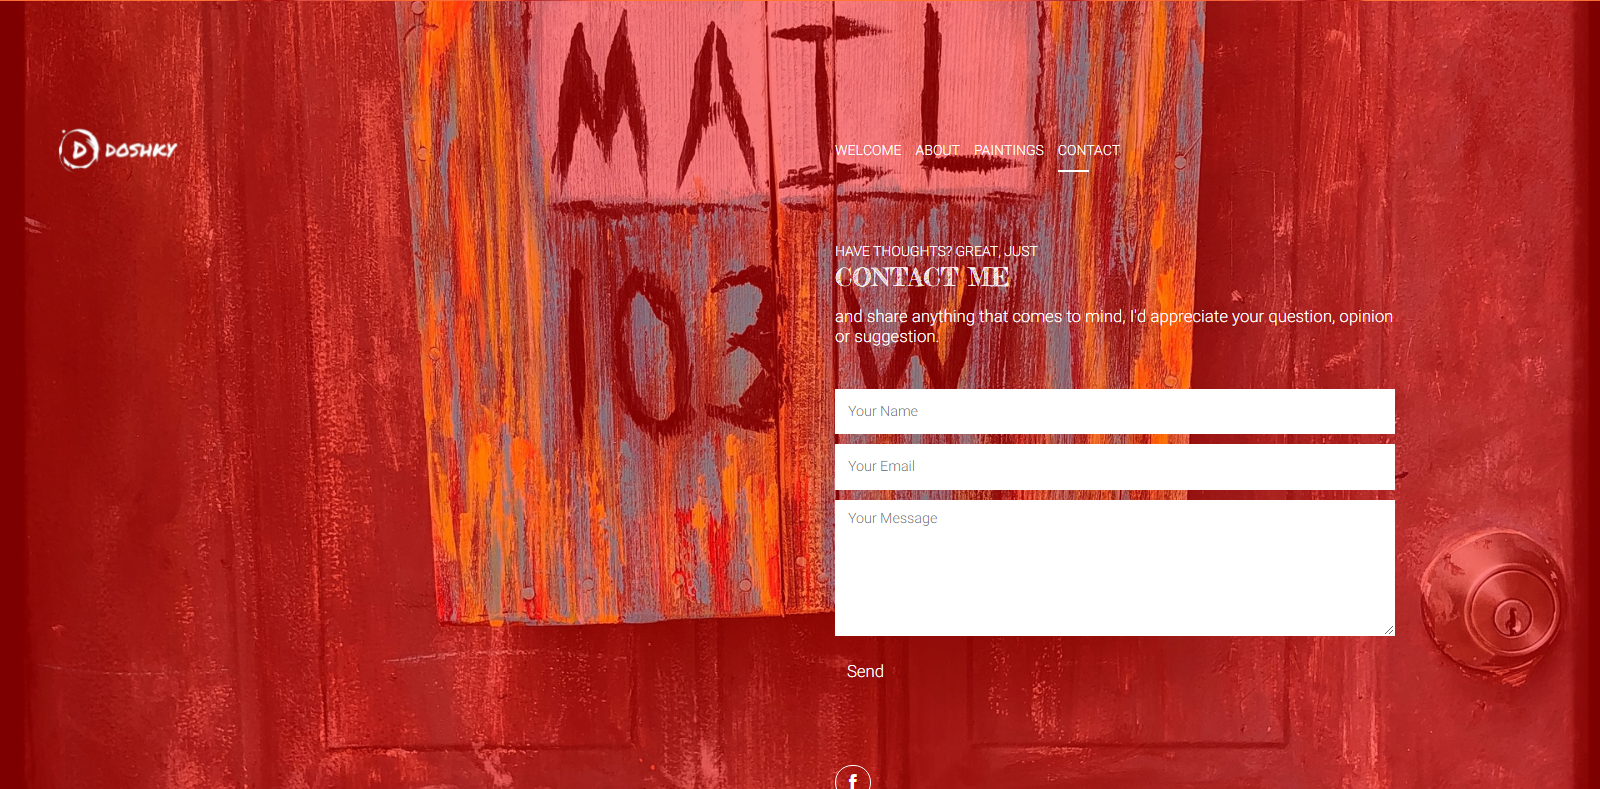 MAIL
103 W
DOSHKY
WELCOME ABOUT PAINTINGS CONTACT
HAVE THOUGHTS? GREAT, JUST
CONTACT ME
and share anything that comes to mind, I'd appreciate your question, opinion
or suggestion.
Your Name
Your Email
Your Message
Send